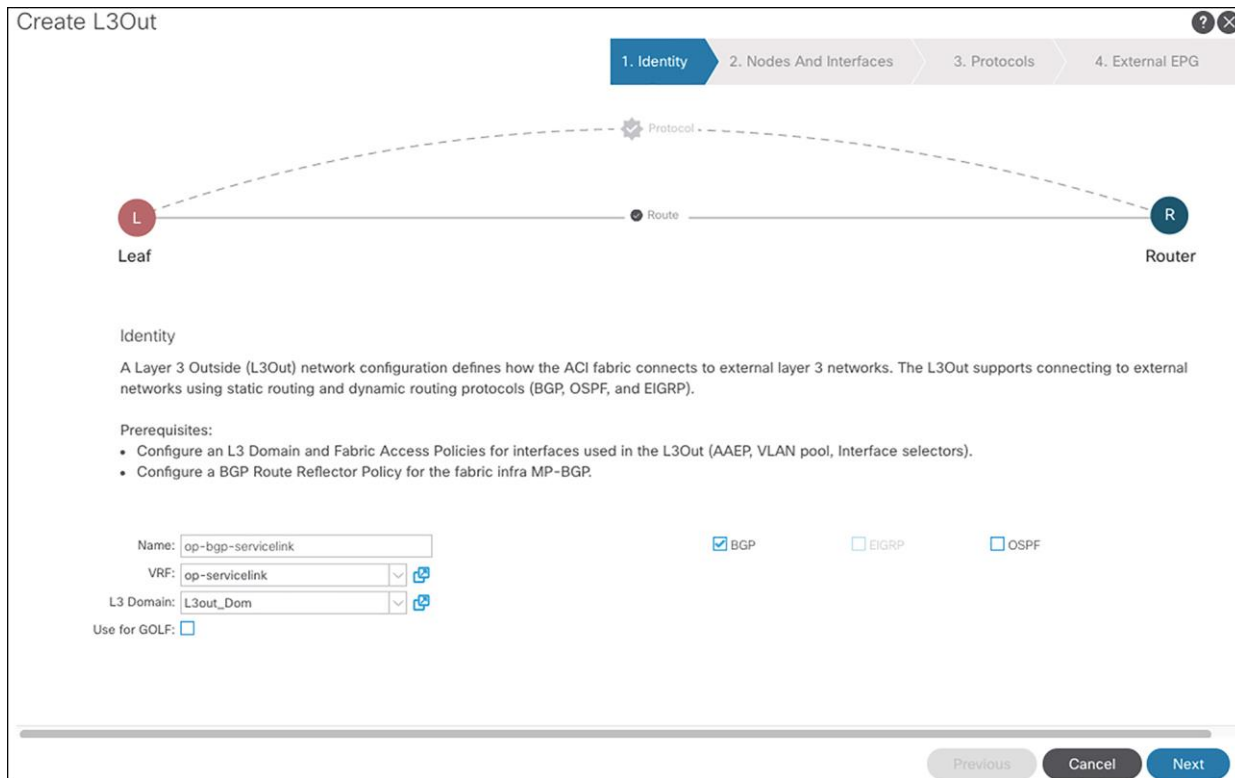 Create L3Out
1. Identity
2. Nodes And Interfaces
3. Protocols
4. External EPG
Protocol
L
Route
R
Leaf
Router
Identity
A Layer 3 Outside (L3Out) network configuration defines how the ACI fabric connects to external layer 3 networks. The L3Out supports connecting to external
networks using static routing and dynamic routing protocols (BGP, OSPF, and EIGRP).
Prerequisites:
• Configure an L3 Domain and Fabric Access Policies for interfaces used in the L3Out (AAEP, VLAN pool, Interface selectors).
• Configure a BGP Route Reflector Policy for the fabric infra MP-BGP.
Name: op-bgp-servicelink
BGP
EIGRP
OSPF
VRF: op-servicelink
L3 Domain: L3out_Dom
Use for GOLF:
Previous
Cancel
Next